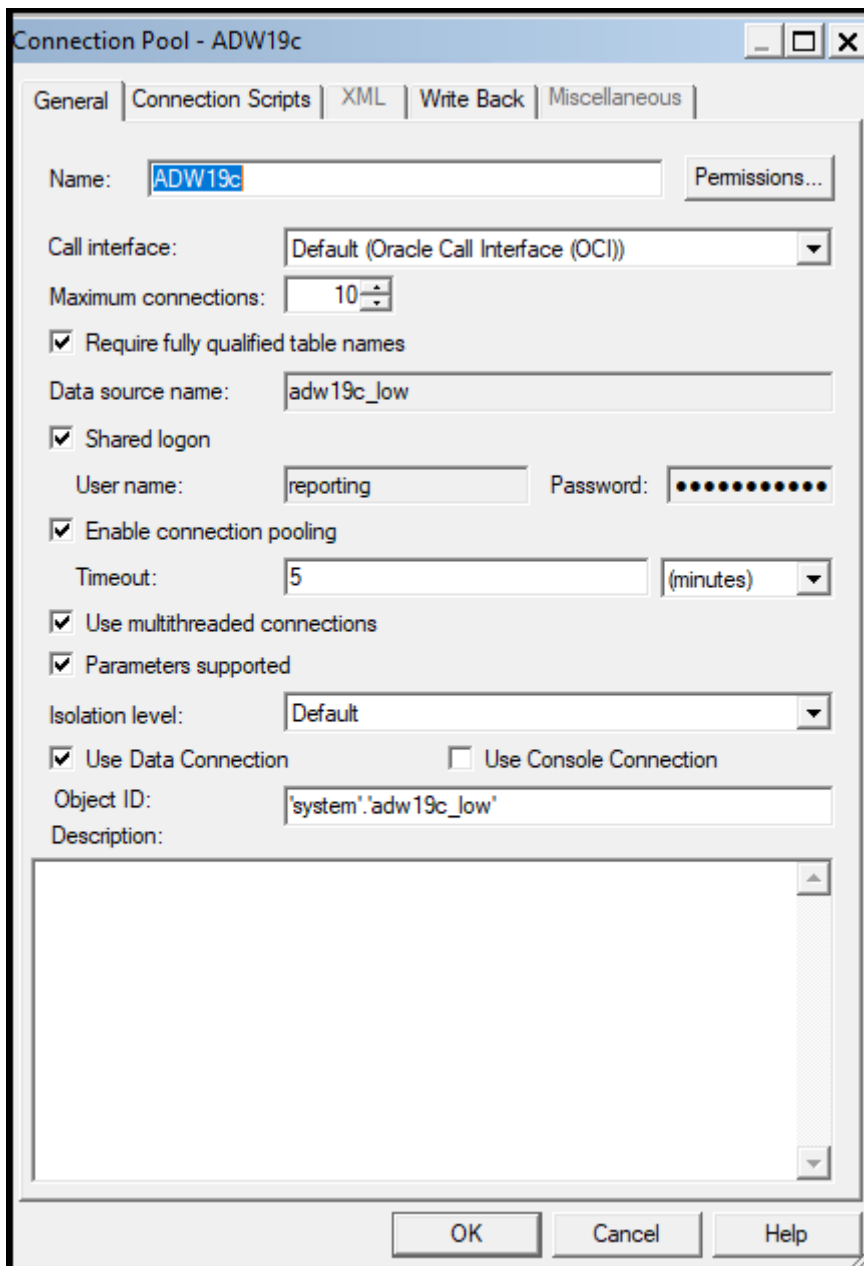 Connection Pool - ADW19c
General Connection Scripts XML Write Back Miscellaneous
Name: ADW19c Permissions...
Call interface: Default (Oracle Call Interface (OCI))
Maximum connections: 10
Require fully qualified table names
Data source name: adw19c_low
Shared logon
User name: reporting Password: ●●●●●●●●●●●
Enable connection pooling
Timeout: 5 (minutes)
Use multithreaded connections
Parameters supported
Isolation level: Default
Use Data Connection Use Console Connection
Object ID: 'system'.'adw19c_low'
Description:
OK Cancel Help